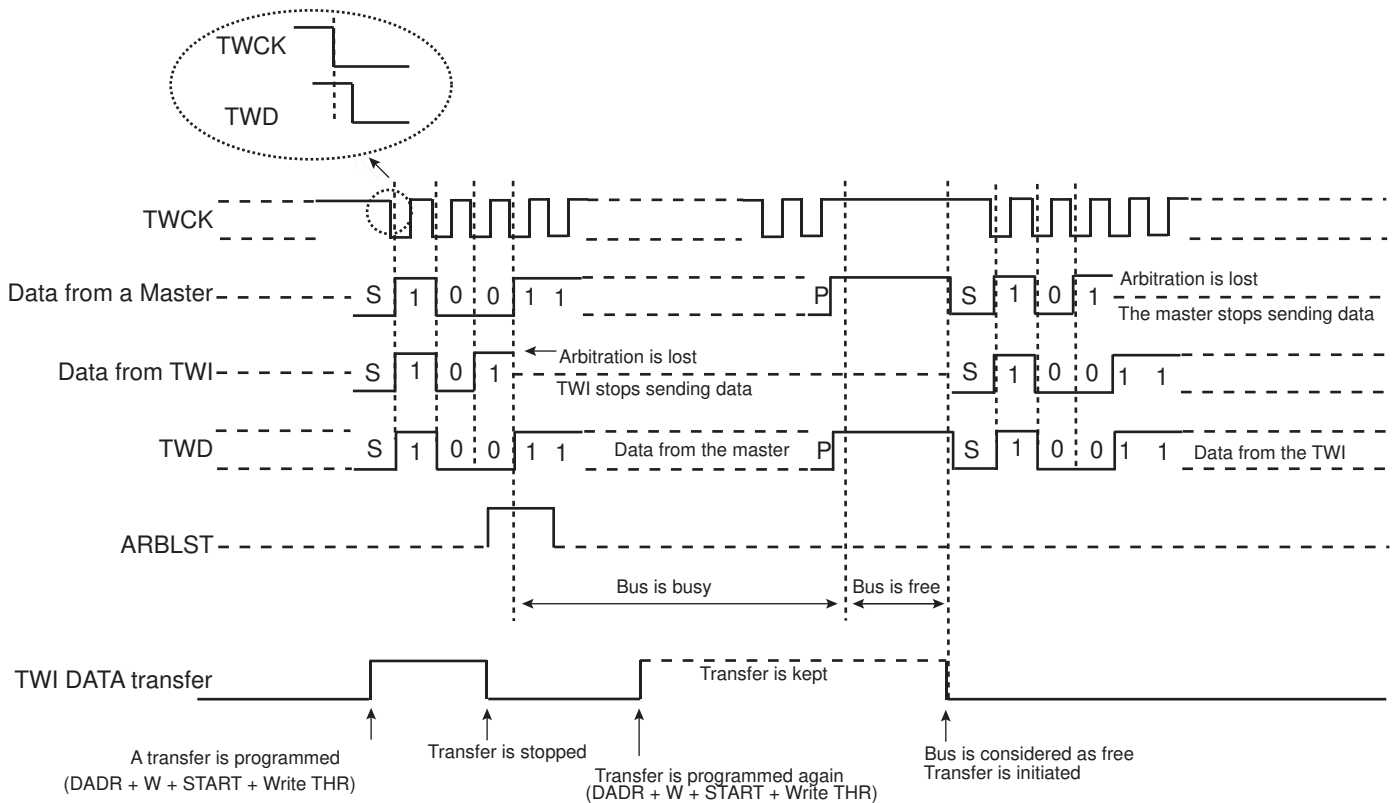 TWCK
TWD
TWCK
Data from a Master S 1 0 0 1 1 P S 1 0 1 Arbitration is lost
The master stops sending data
Data from TWI S 1 0 1 Arbitration is lost S 1 0 0 1 1
TWI stops sending data
TWD S 1 0 0 1 1 Data from the master P S 1 0 0 1 1 Data from the TWI
ARBLST
Bus is busy Bus is free
TWI DATA transfer Transfer is kept
A transfer is programmed
(DADR + W + START + Write THR)
Transfer is stopped
Transfer is programmed again
(DADR + W + START + Write THR)
Bus is considered as free
Transfer is initiated